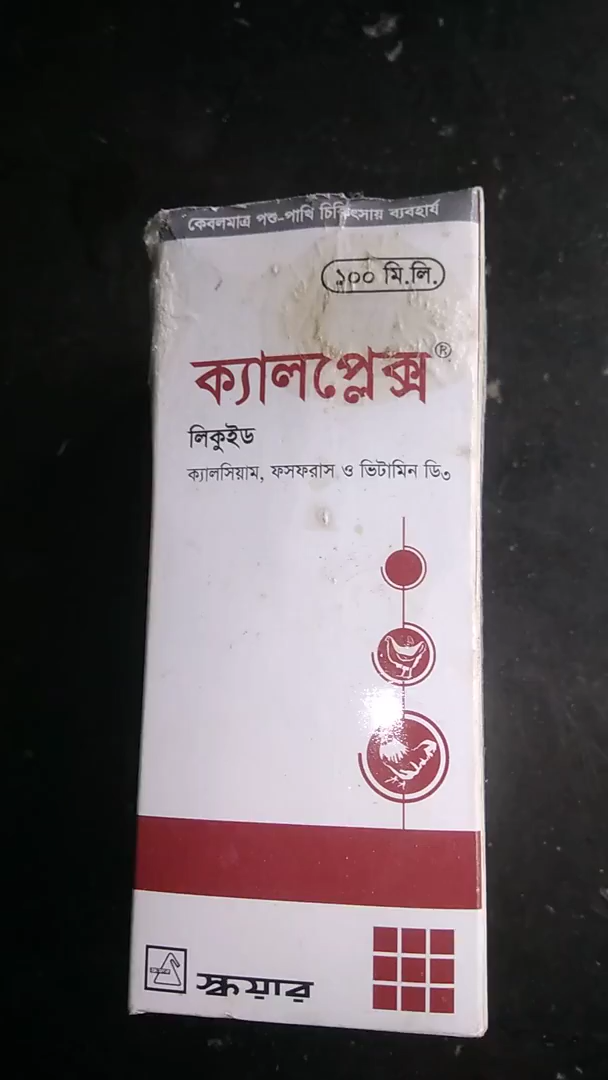 কেবলমাত্র পশু-পাখি চিকিৎসায় ব্যবহার্য
১০০ মি.লি.
ক্যালপ্লেক্স®
লিকুইড
ক্যালসিয়াম, ফসফরাস ও ভিটামিন ডি৩
স্কয়ার